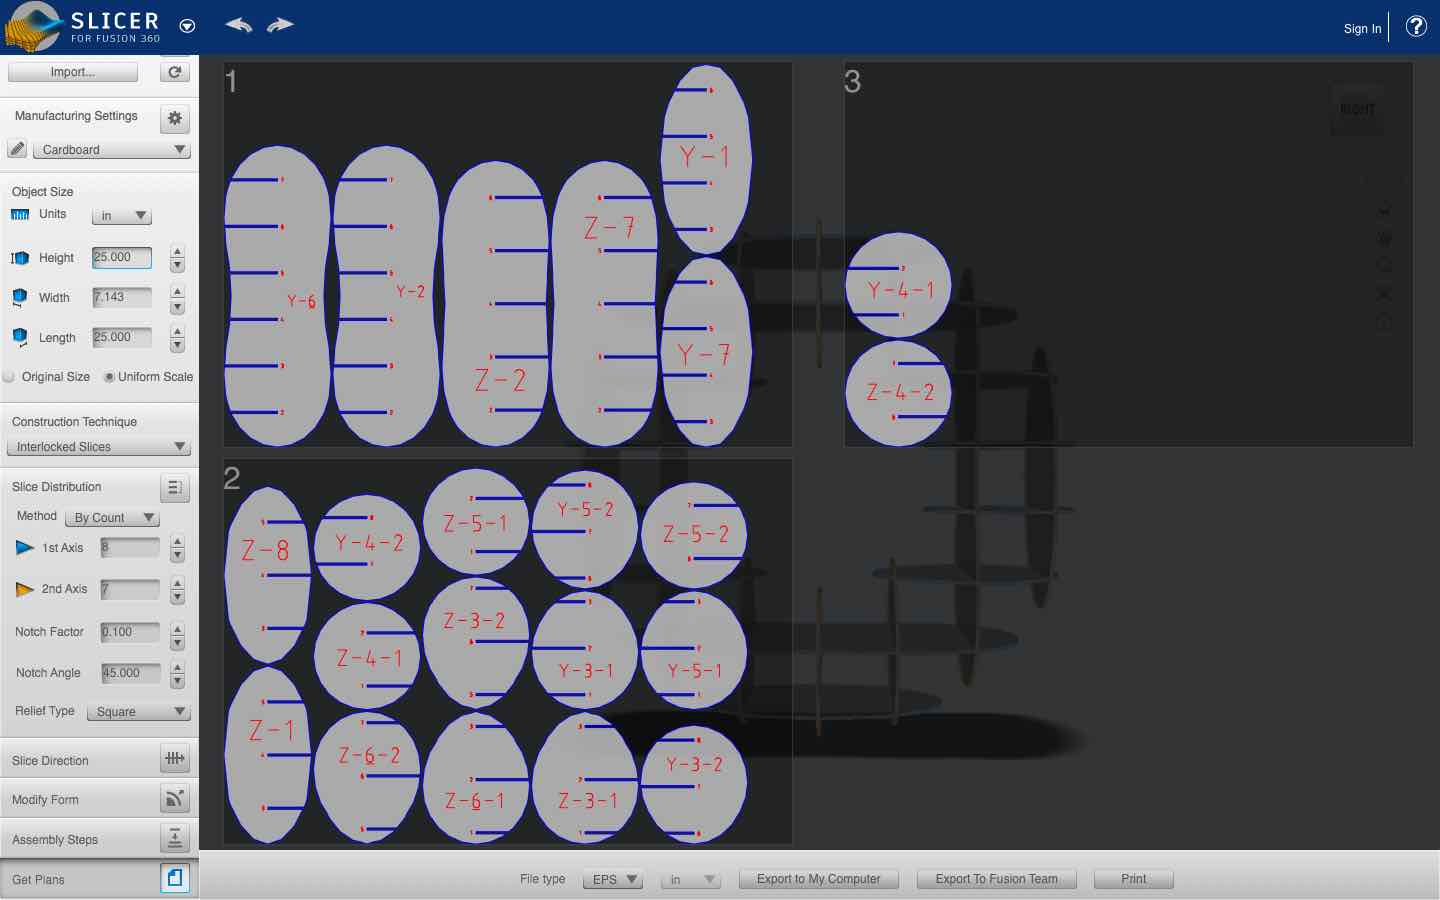 SLICER
FOR FUSION 360
Sign In
?
Import...
Manufacturing Settings
Cardboard
Object Size
Units
in
Height
25.000
Width
7.143
Length
25.000
Original Size
Uniform Scale
Construction Technique
Interlocked Slices
Slice Distribution
Method
By Count
1st Axis
8
2nd Axis
7
Notch Factor
0.100
Notch Angle
45.000
Relief Type
Square
Slice Direction
Modify Form
Assembly Steps
Get Plans
1
Y-6
Y-2
Z-2
Z-7
Y-1
Y-7
2
Z-8
Y-4-2
Z-5-1
Y-5-2
Z-5-2
Z-4-1
Z-3-2
Y-3-1
Y-5-1
Z-1
Z-6-2
Z-6-1
Z-3-1
Y-3-2
3
RIGHT
Y-4-1
Z-4-2
File type
EPS
in
Export to My Computer
Export To Fusion Team
Print